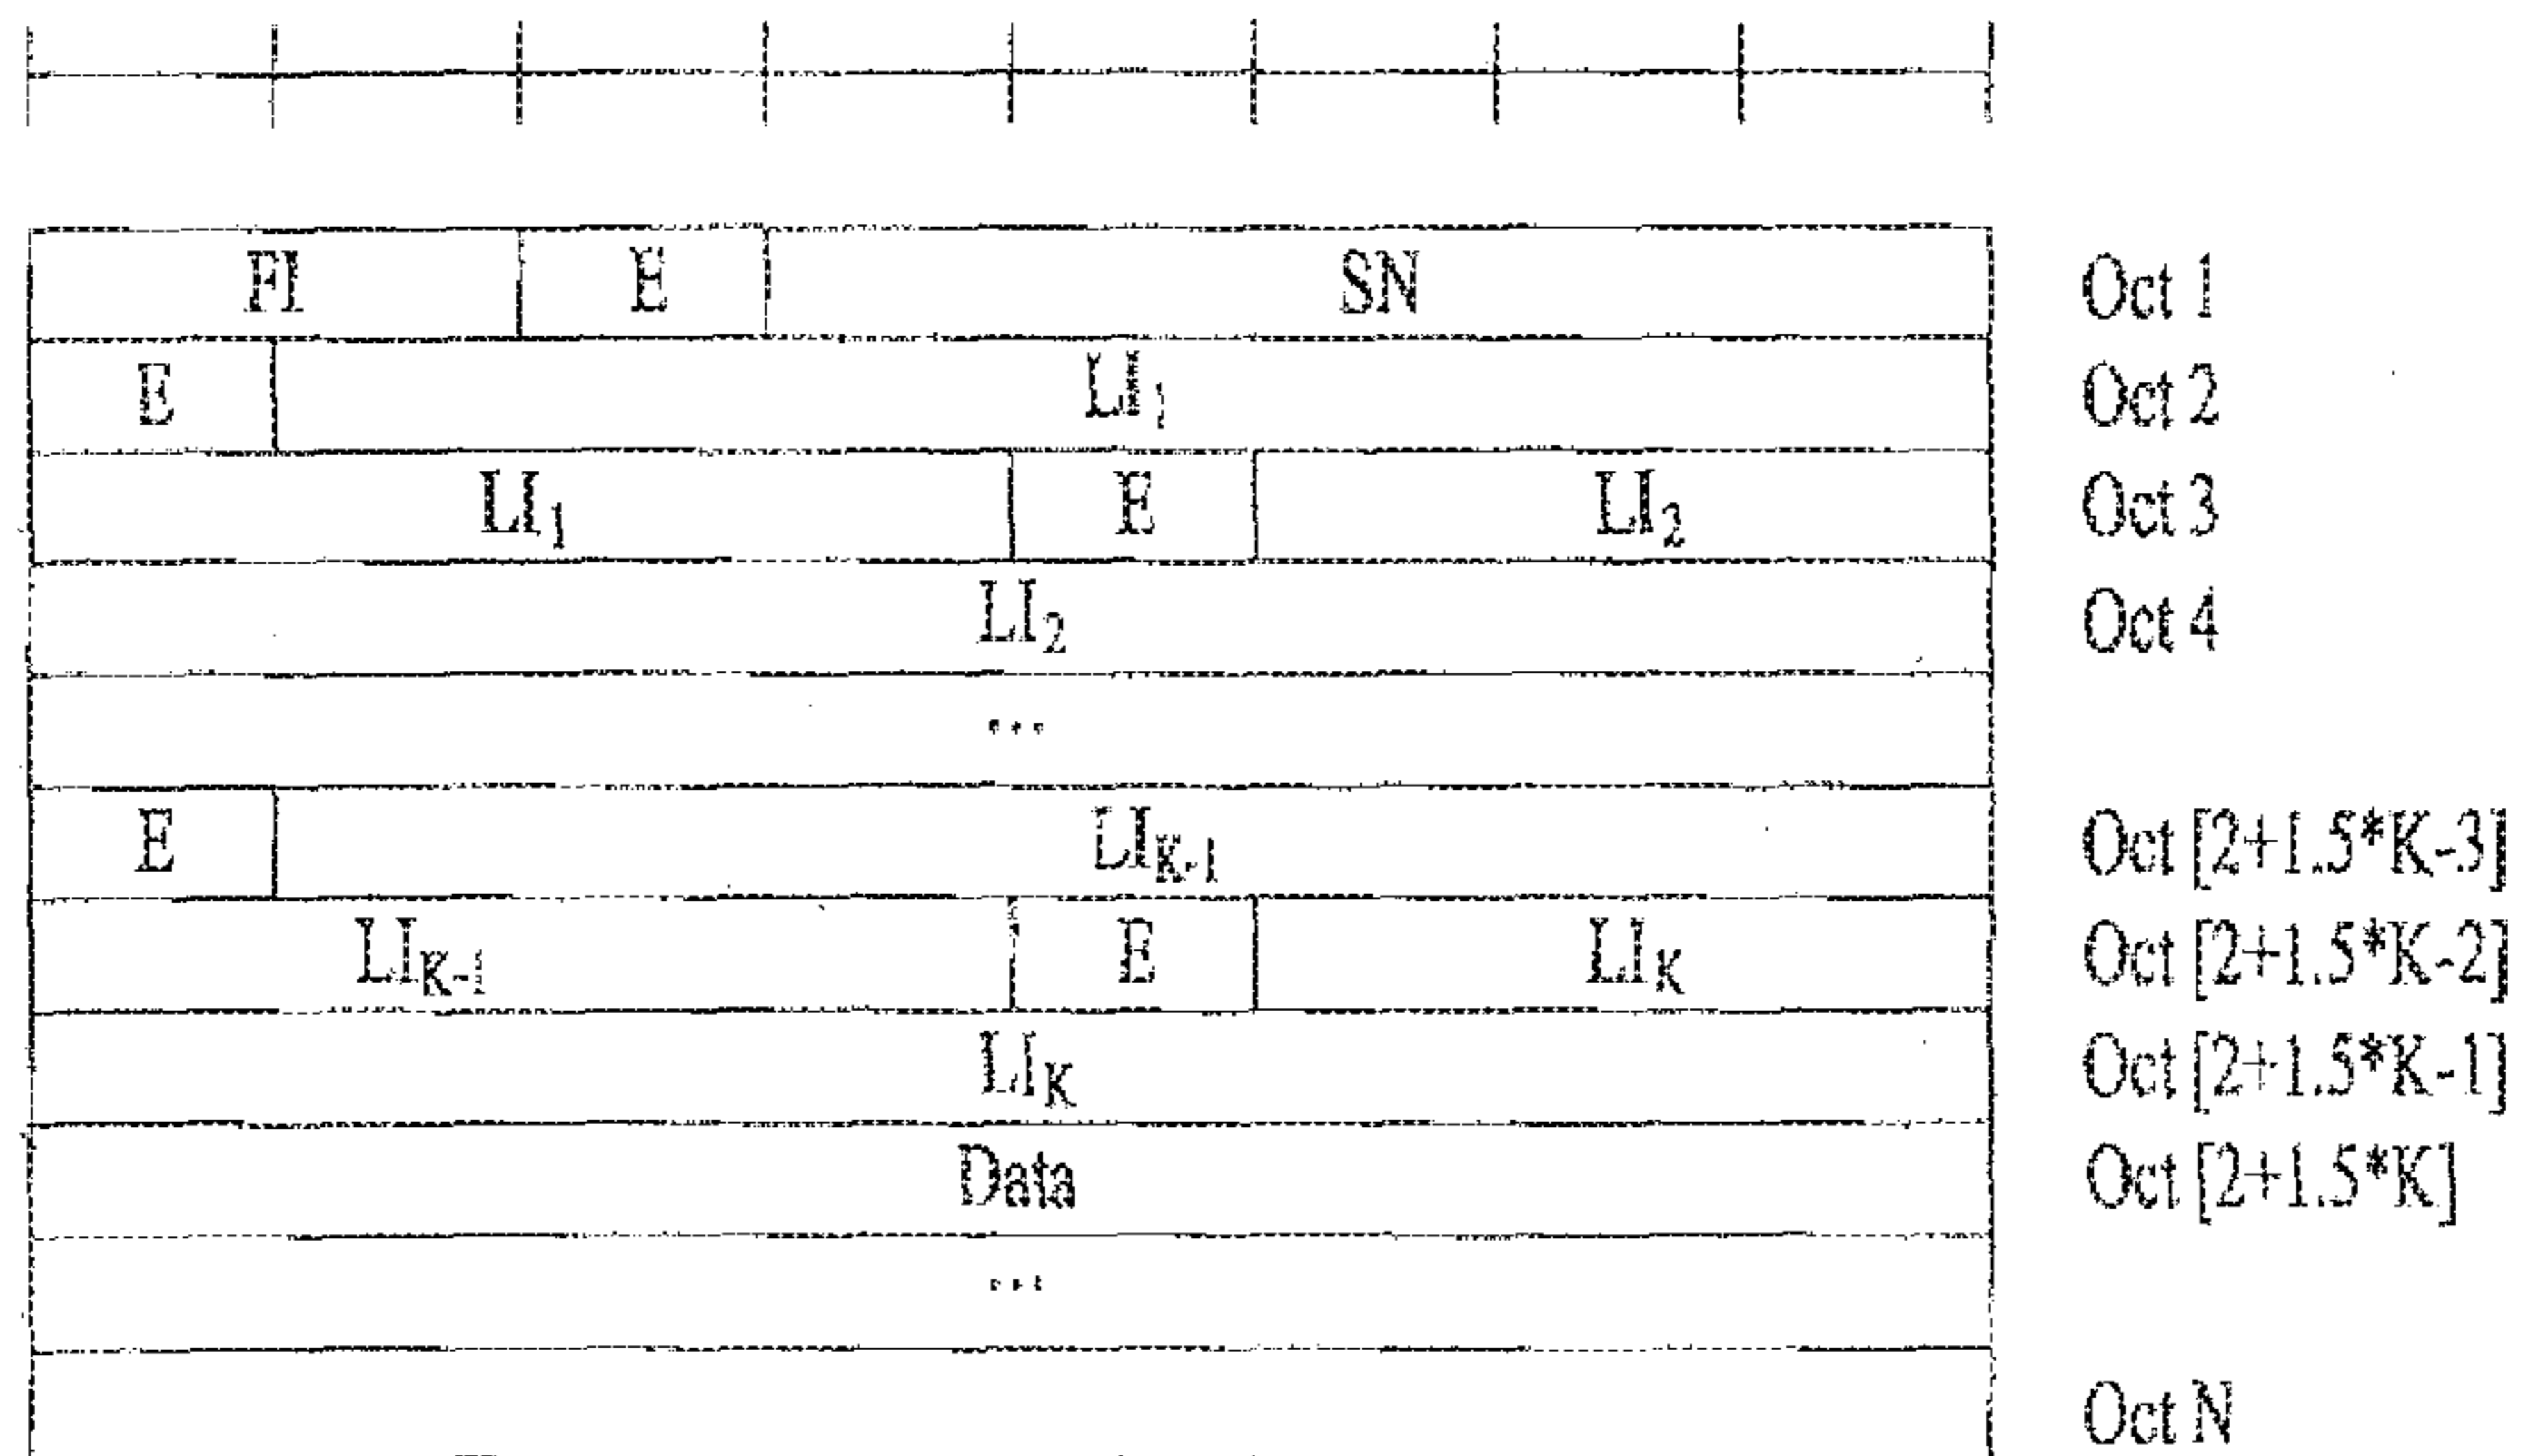 FI E SN Oct 1
E LI1 Oct 2
LI1 E LI2 Oct 3
LI2 Oct 4
...
E LIK-1 Oct [2+1.5*K-3]
LIK-1 E LIK Oct [2+1.5*K-2]
LIK Oct [2+1.5*K-1]
Data Oct [2+1.5*K]
...
Oct N